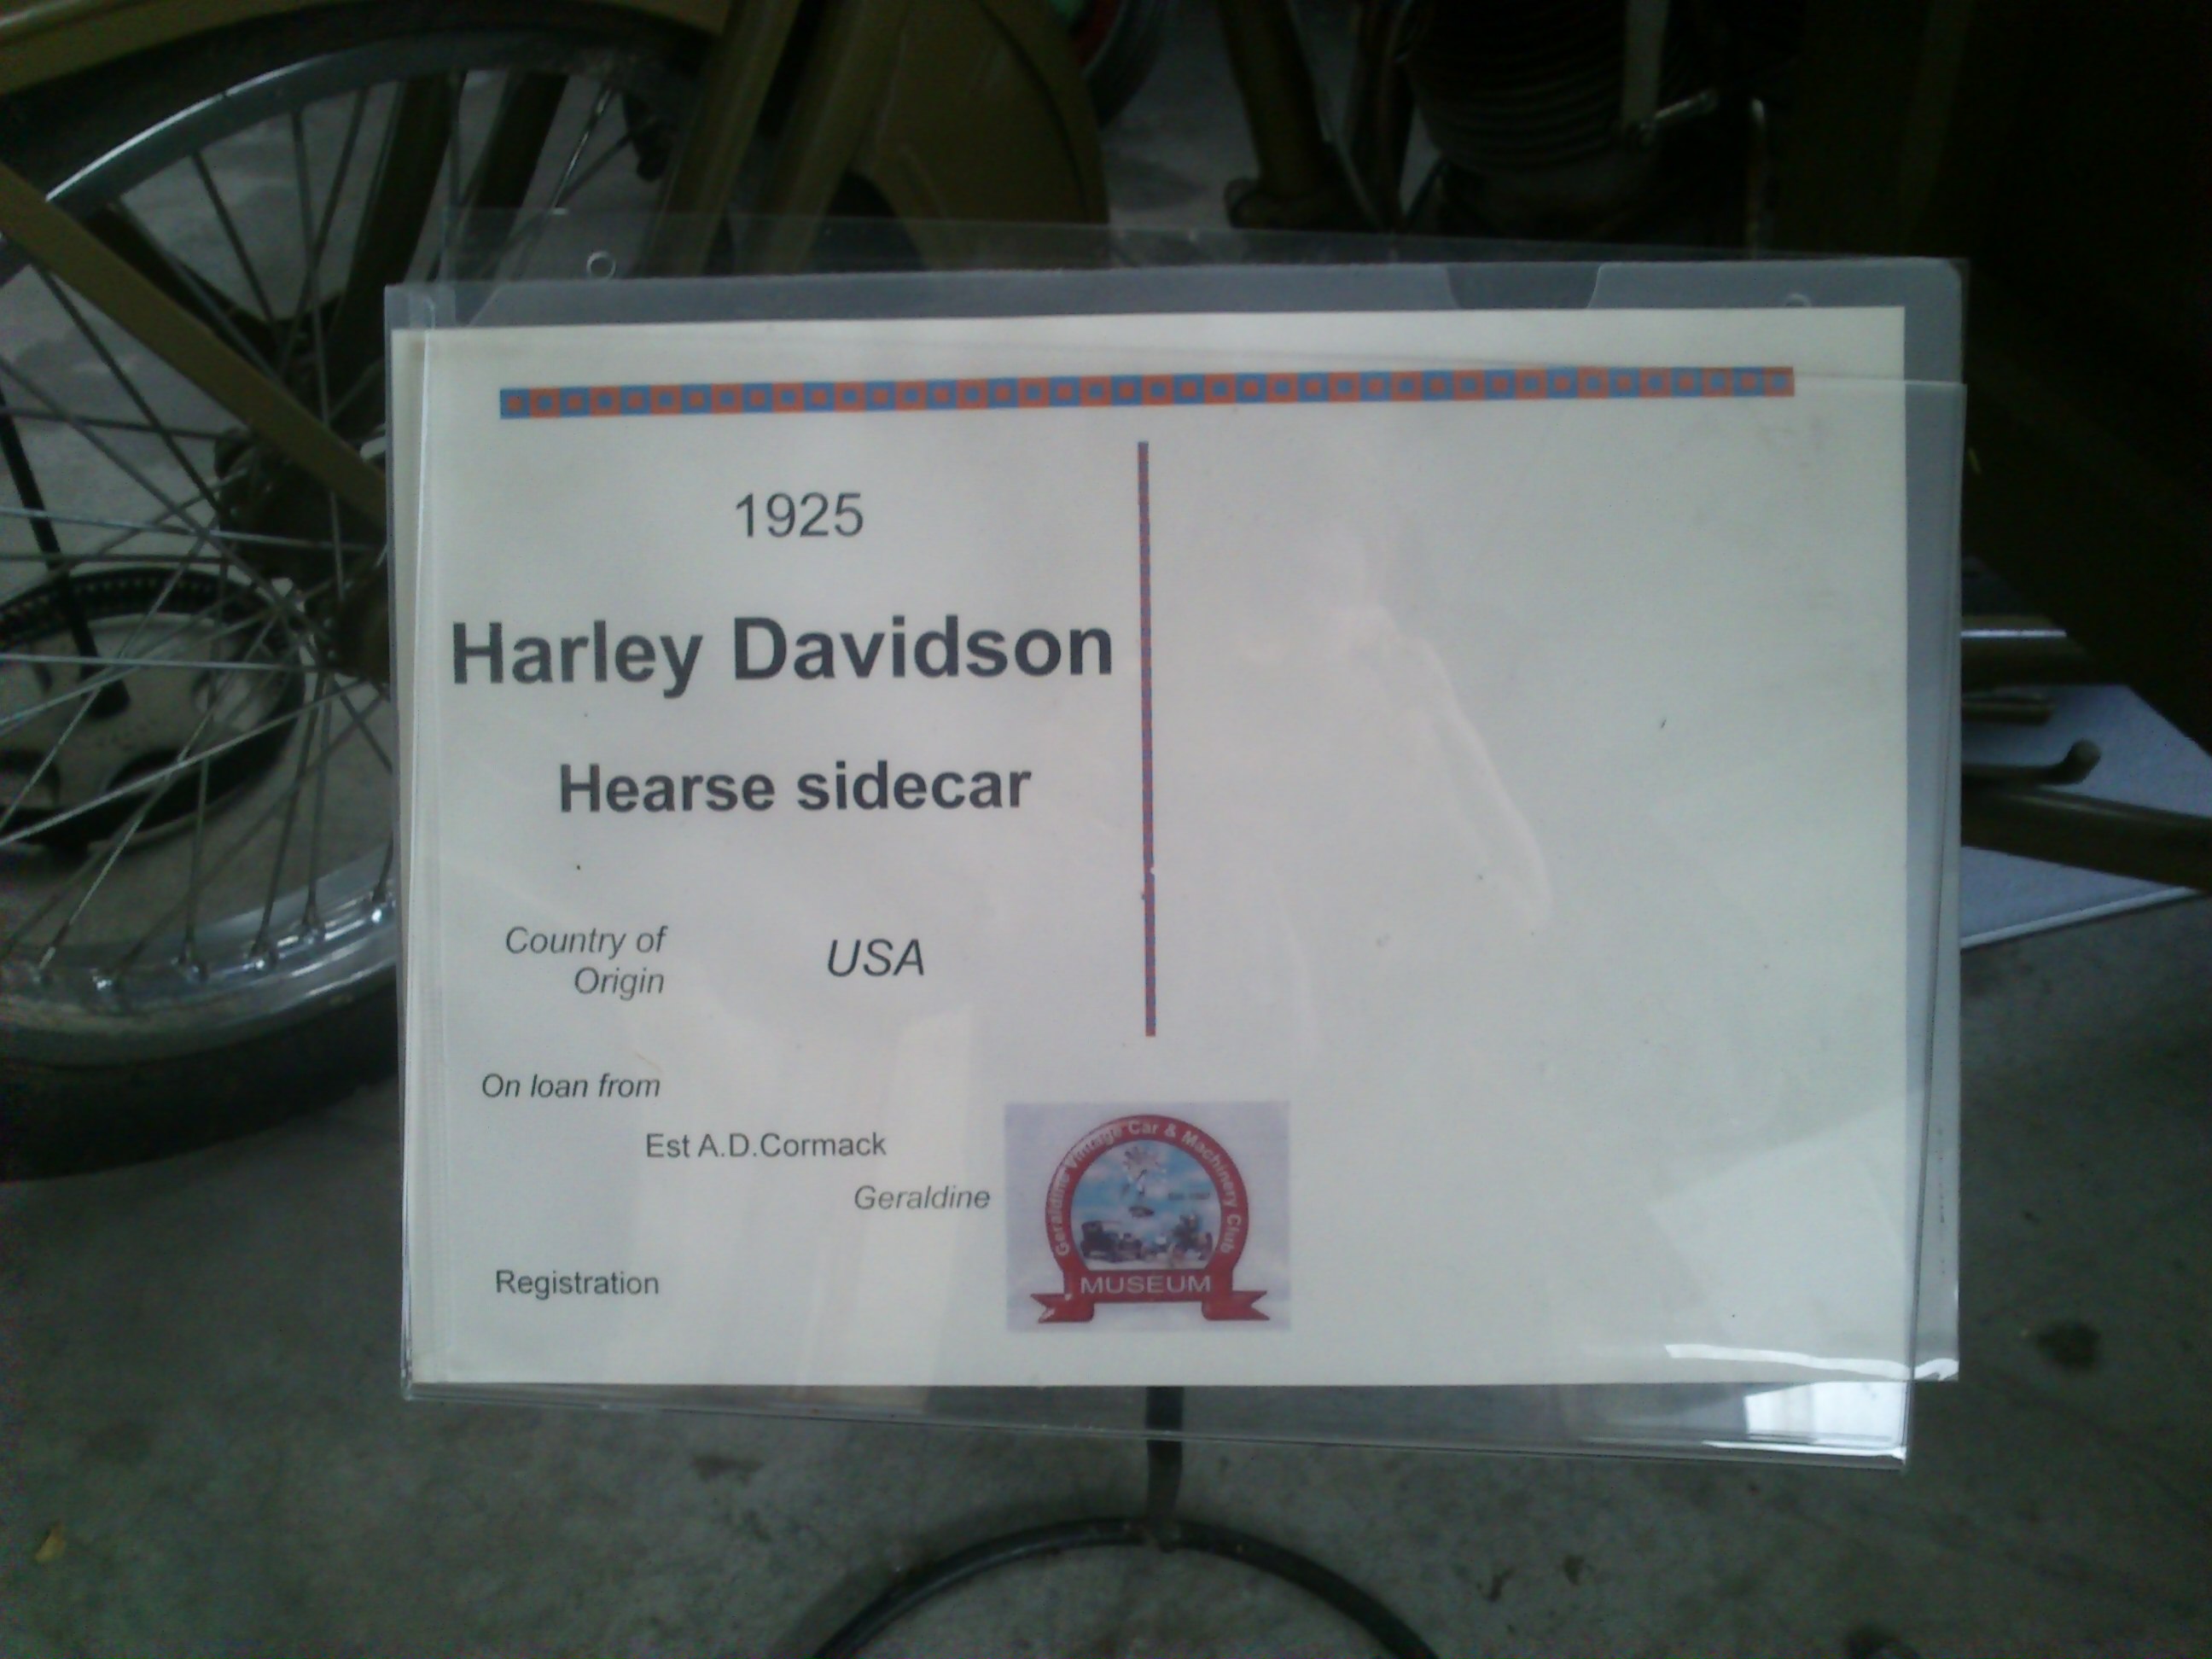 1925
Harley Davidson
Hearse sidecar
Country of
Origin
USA
On loan from
Est A.D.Cormack
Geraldine
Registration
Geraldine Vintage Car & Machinery Club
MUSEUM